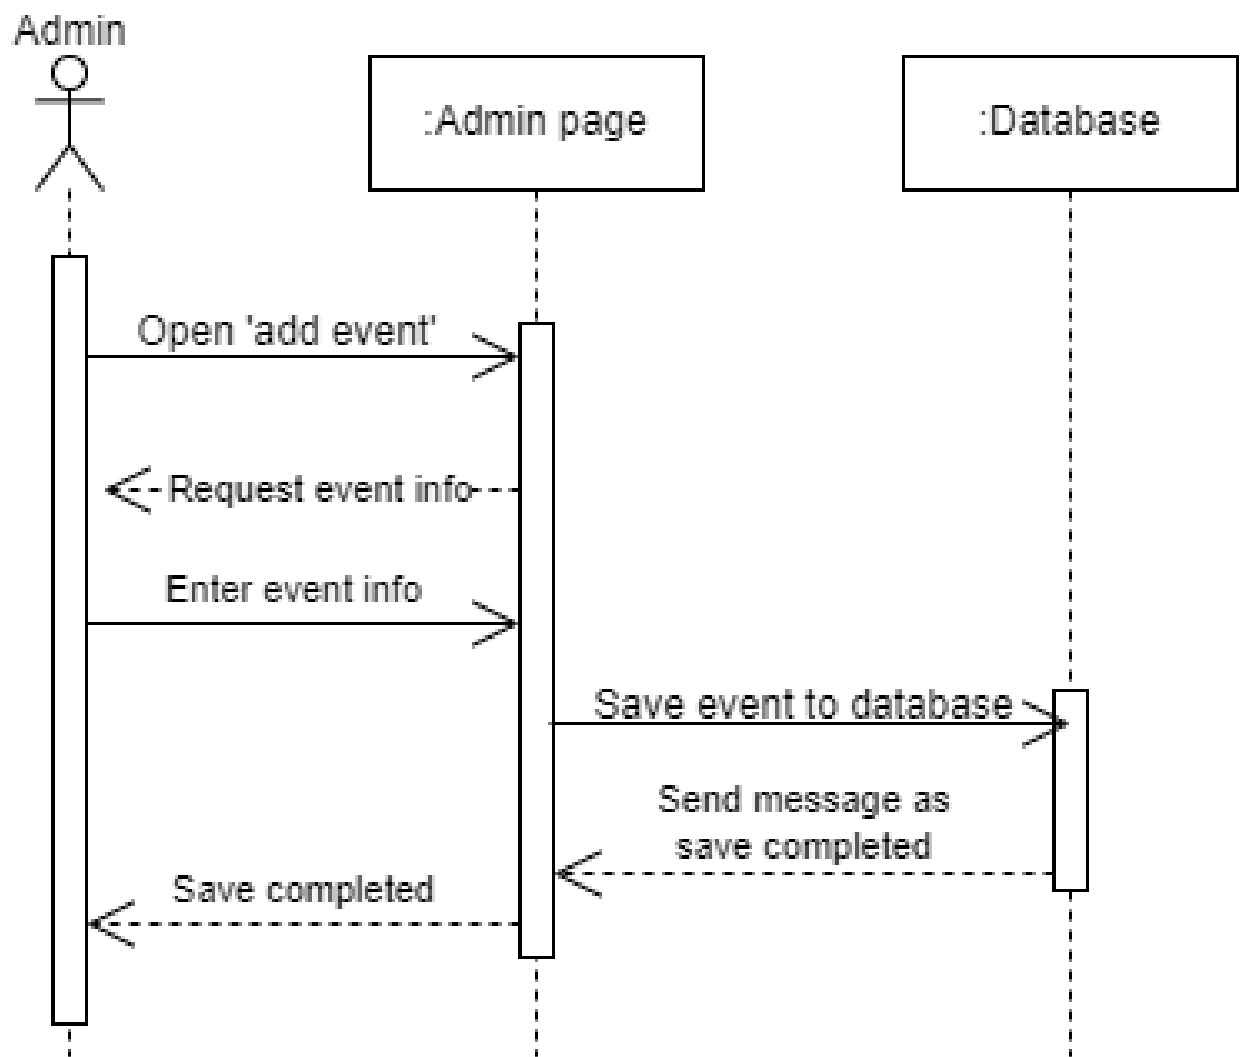 Admin
:Admin page
:Database
Open 'add event'
Request event info
Enter event info
Save event to database
Send message as
save completed
Save completed